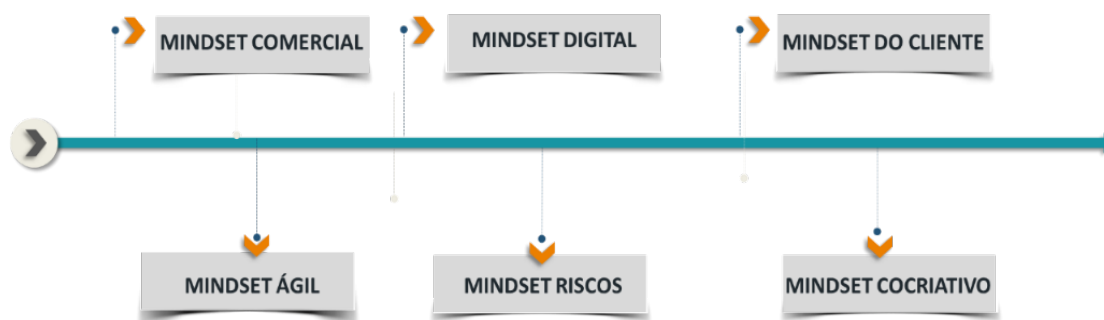 MINDSET COMERCIAL
MINDSET DIGITAL
MINDSET DO CLIENTE
MINDSET ÁGIL
MINDSET RISCOS
MINDSET COCRIATIVO